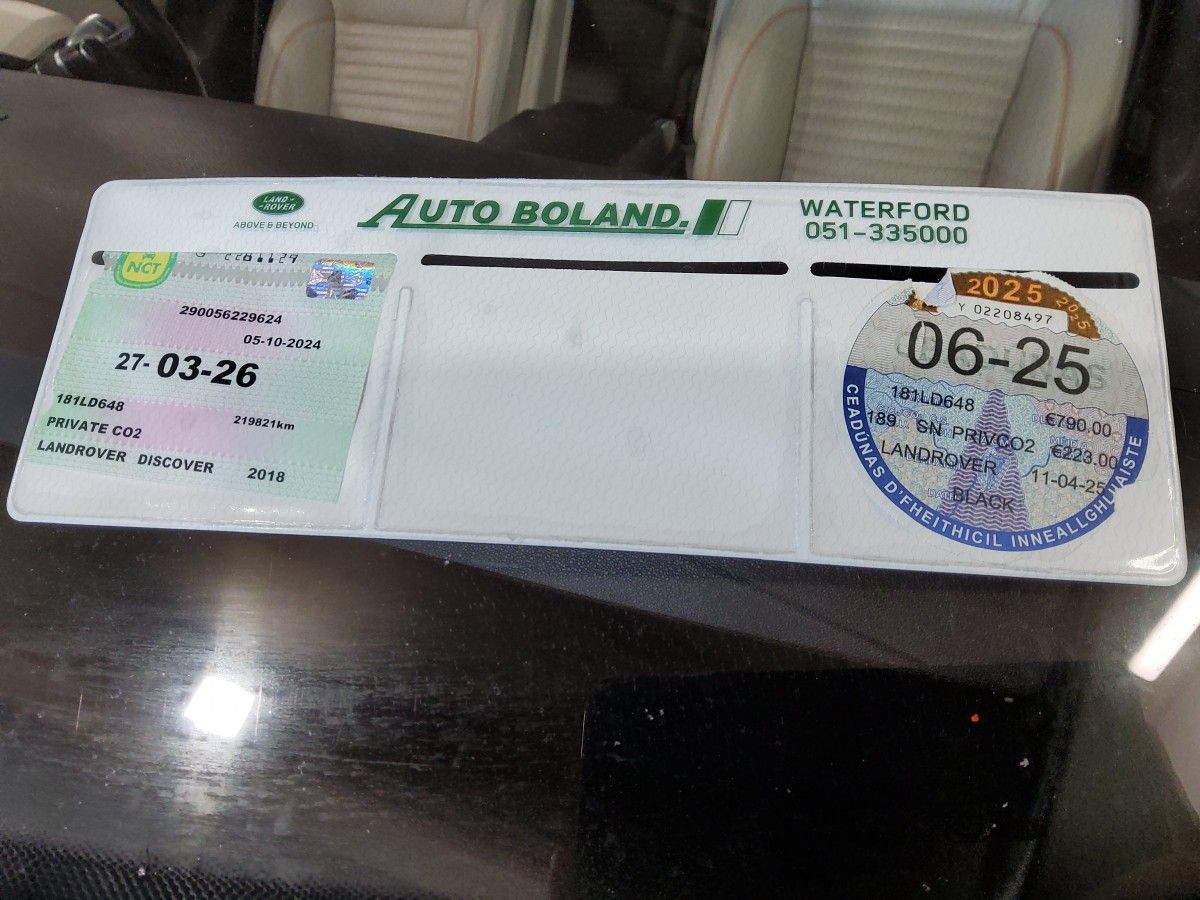 LAND-
-ROVER
ABOVE & BEYOND
AUTO BOLAND.
WATERFORD
051-335000
NCT
290056229624
05-10-2024
27-03-26
181LD648
219821km
PRIVATE CO2
LANDROVER DISCOVER 2018
2025
2025
Y 02208497
06-25
181LD648
€790.00
189 SN PRIVCO2
€223.00
LANDROVER
11-04-25
BLACK
CEADÚNAS D'FHEITHICIL INNEALLGHLUAISTE